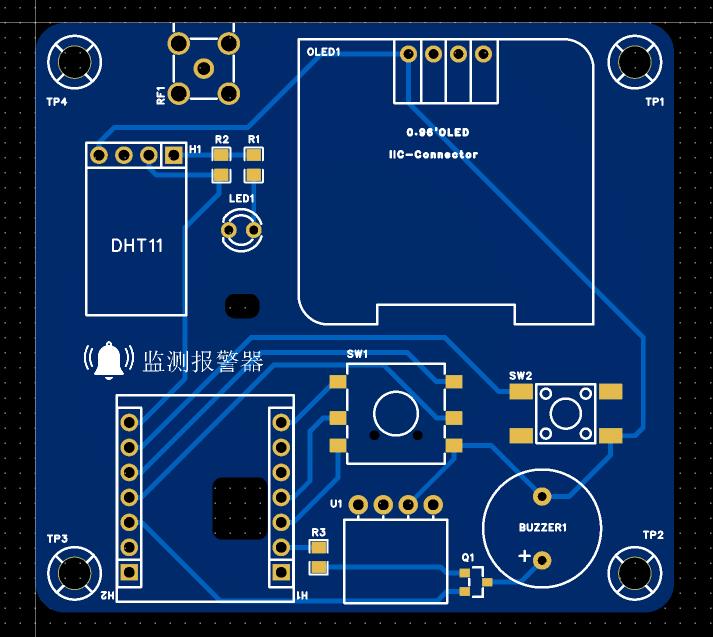 OLED1
RF1
TP4
TP1
0.96'OLED
IIC-Connector
R2
R1
H1
LED1
DHT11
监测报警器
SW1
SW2
U1
BUZZER1
+
R3
Q1
TP3
TP2
H2
H1